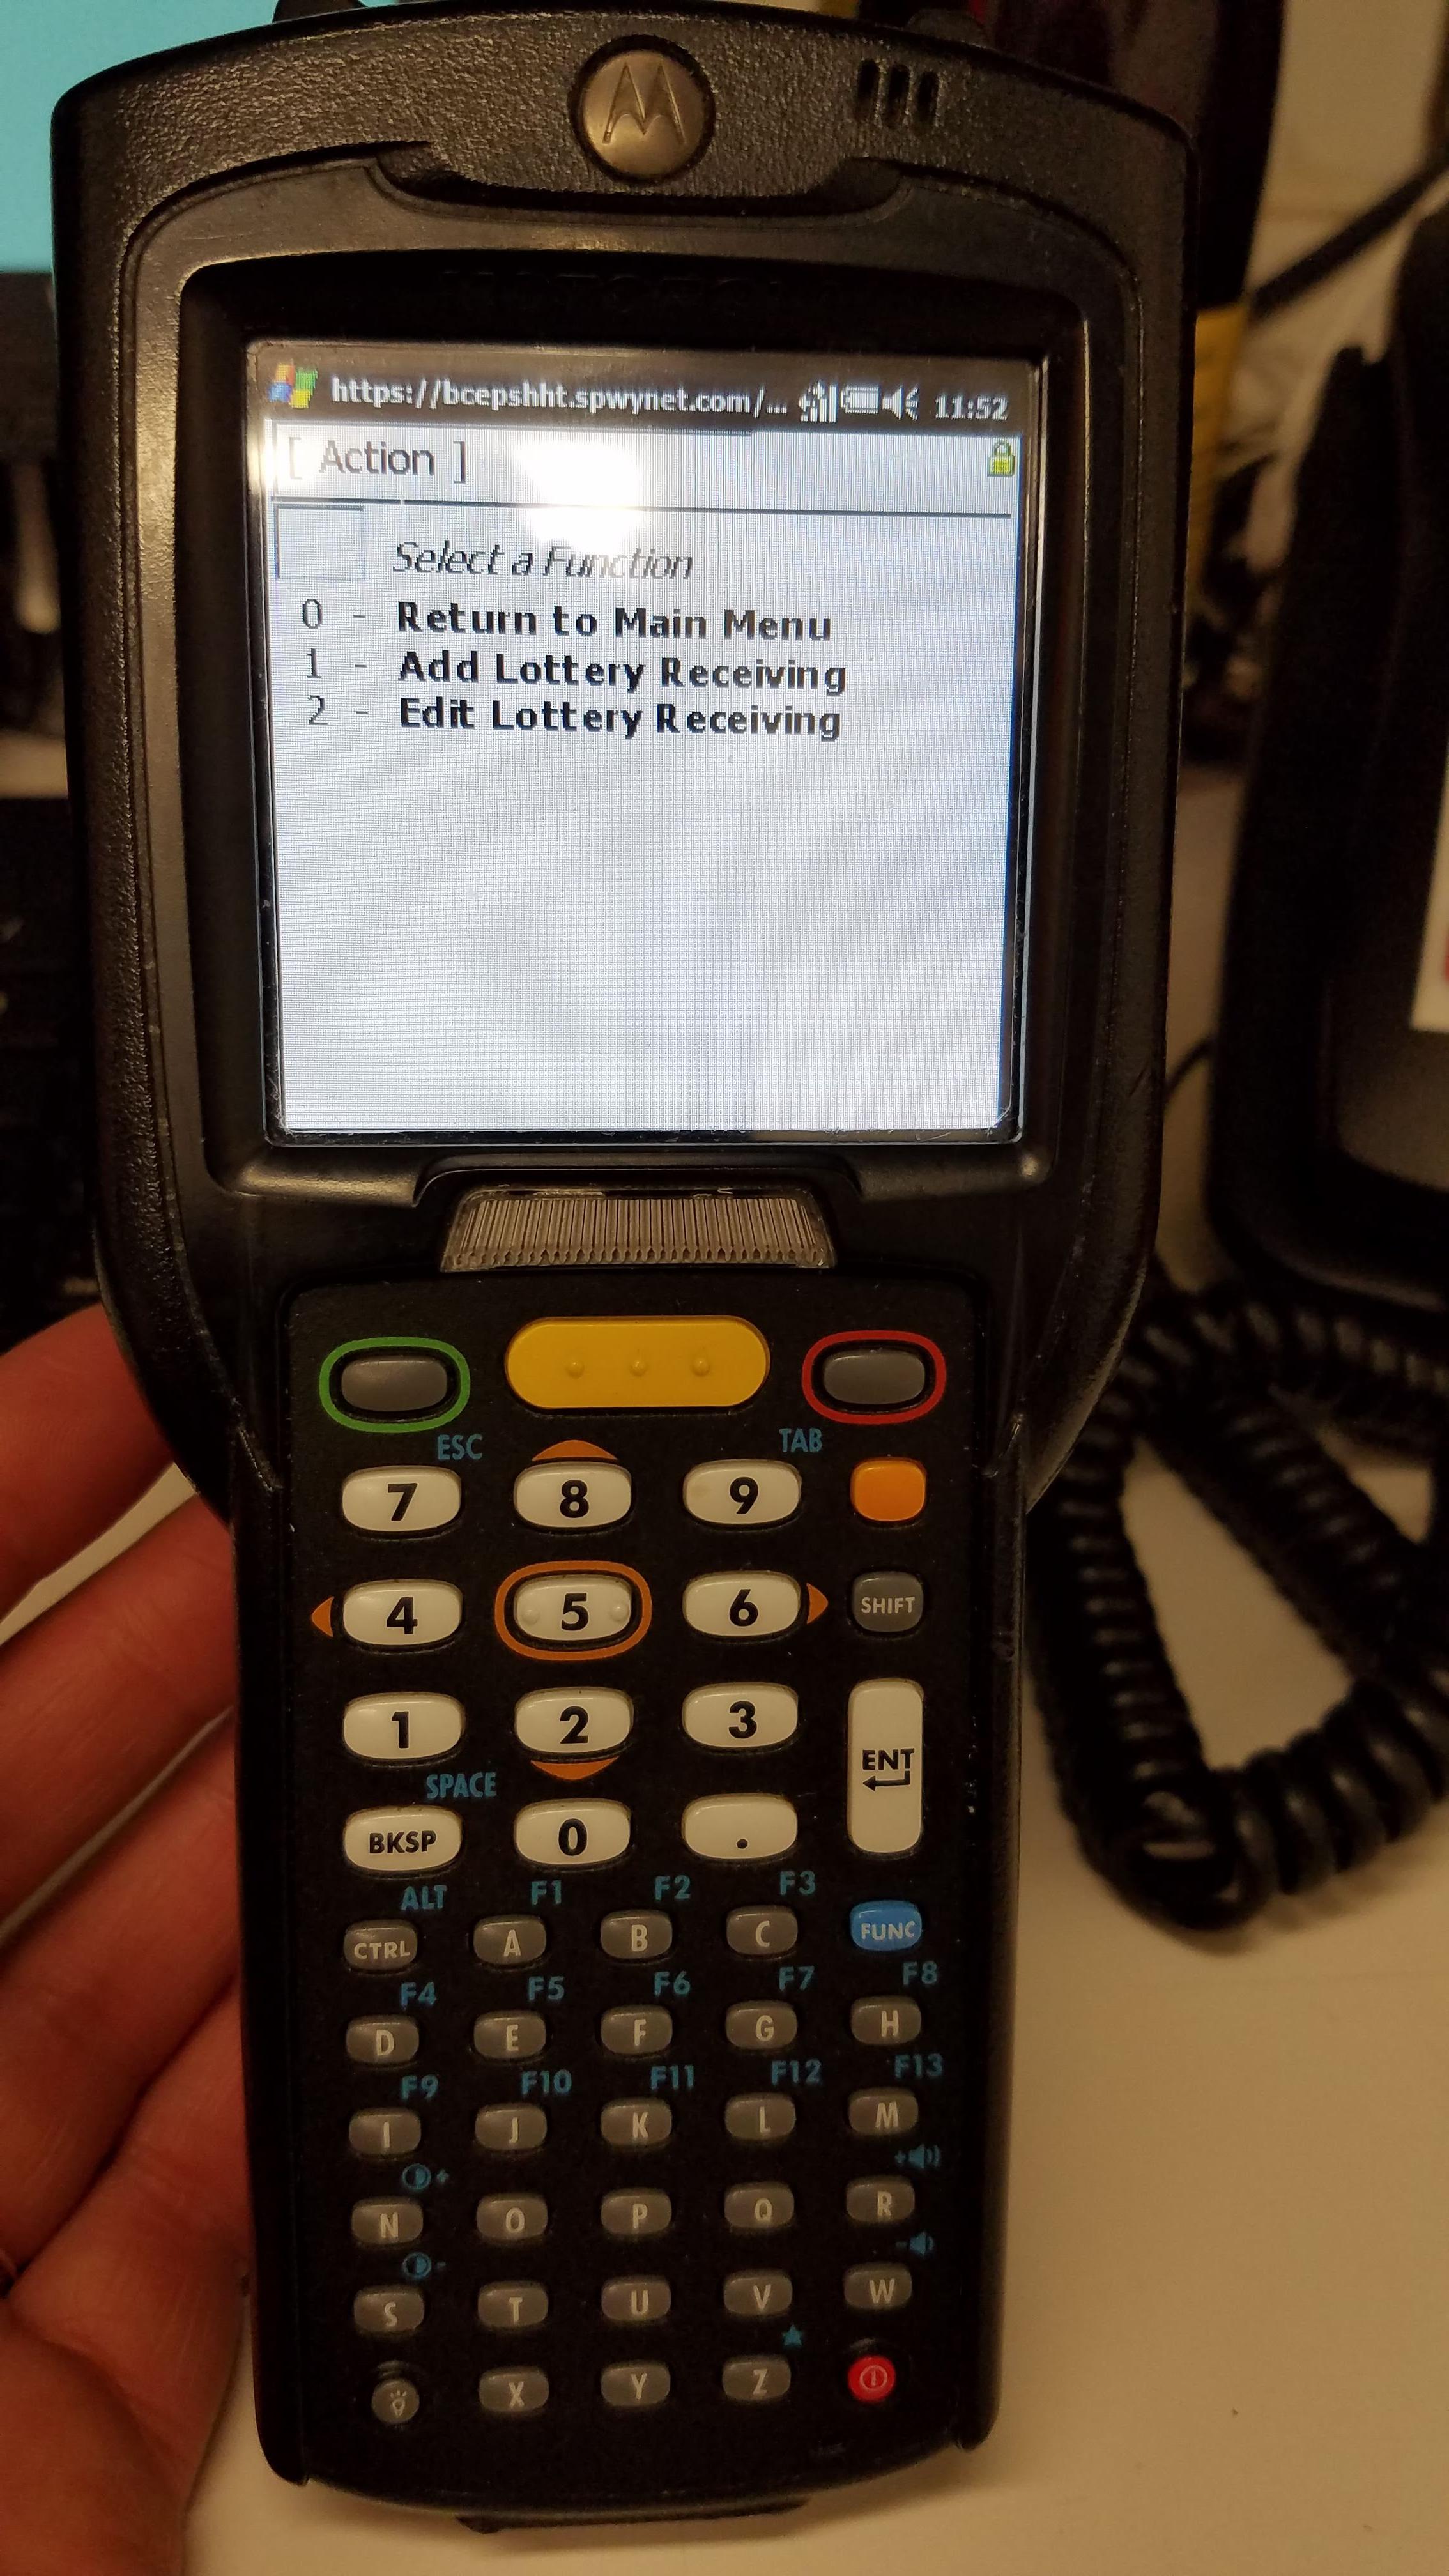 https://bcepshht.spwynet.com/... 11:52
[ Action ]
Select a Function
0 - Return to Main Menu
1 - Add Lottery Receiving
2 - Edit Lottery Receiving
ESC TAB
7 8 9
4 5 6 SHIFT
1 2 3
ENT
SPACE
BKSP 0 .
ALT F1 F2 F3
CTRL A B C FUNC
F4 F5 F6 F7 F8
D E F G H
F9 F10 F11 F12 F13
I J K L M
N O P Q R
S T U V W
X Y Z